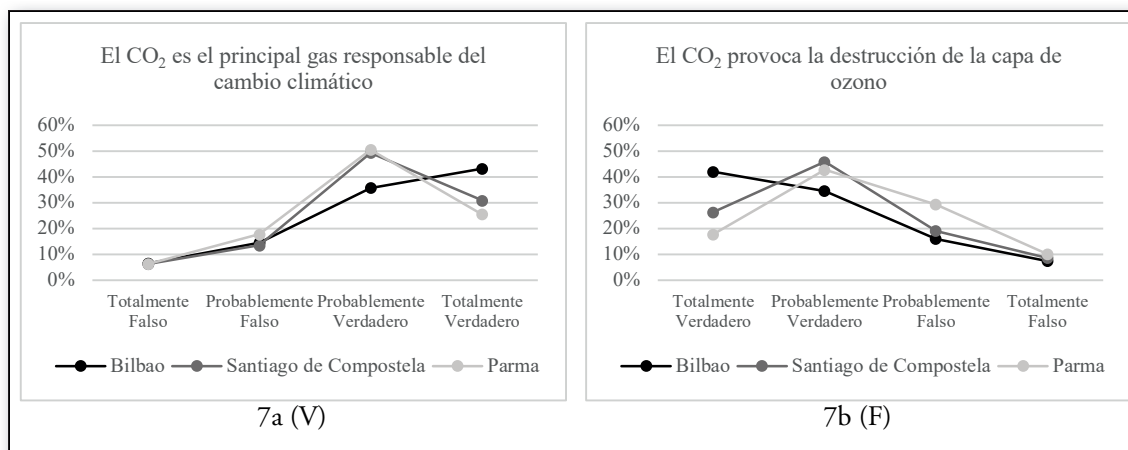 El CO₂ es el principal gas responsable del
cambio climático
60%
50%
40%
30%
20%
10%
0%
Totalmente Falso
Probablemente Falso
Probablemente Verdadero
Totalmente Verdadero
Bilbao
Santiago de Compostela
Parma
7a (V)
El CO₂ provoca la destrucción de la capa de
ozono
60%
50%
40%
30%
20%
10%
0%
Totalmente Verdadero
Probablemente Verdadero
Probablemente Falso
Totalmente Falso
Bilbao
Santiago de Compostela
Parma
7b (F)